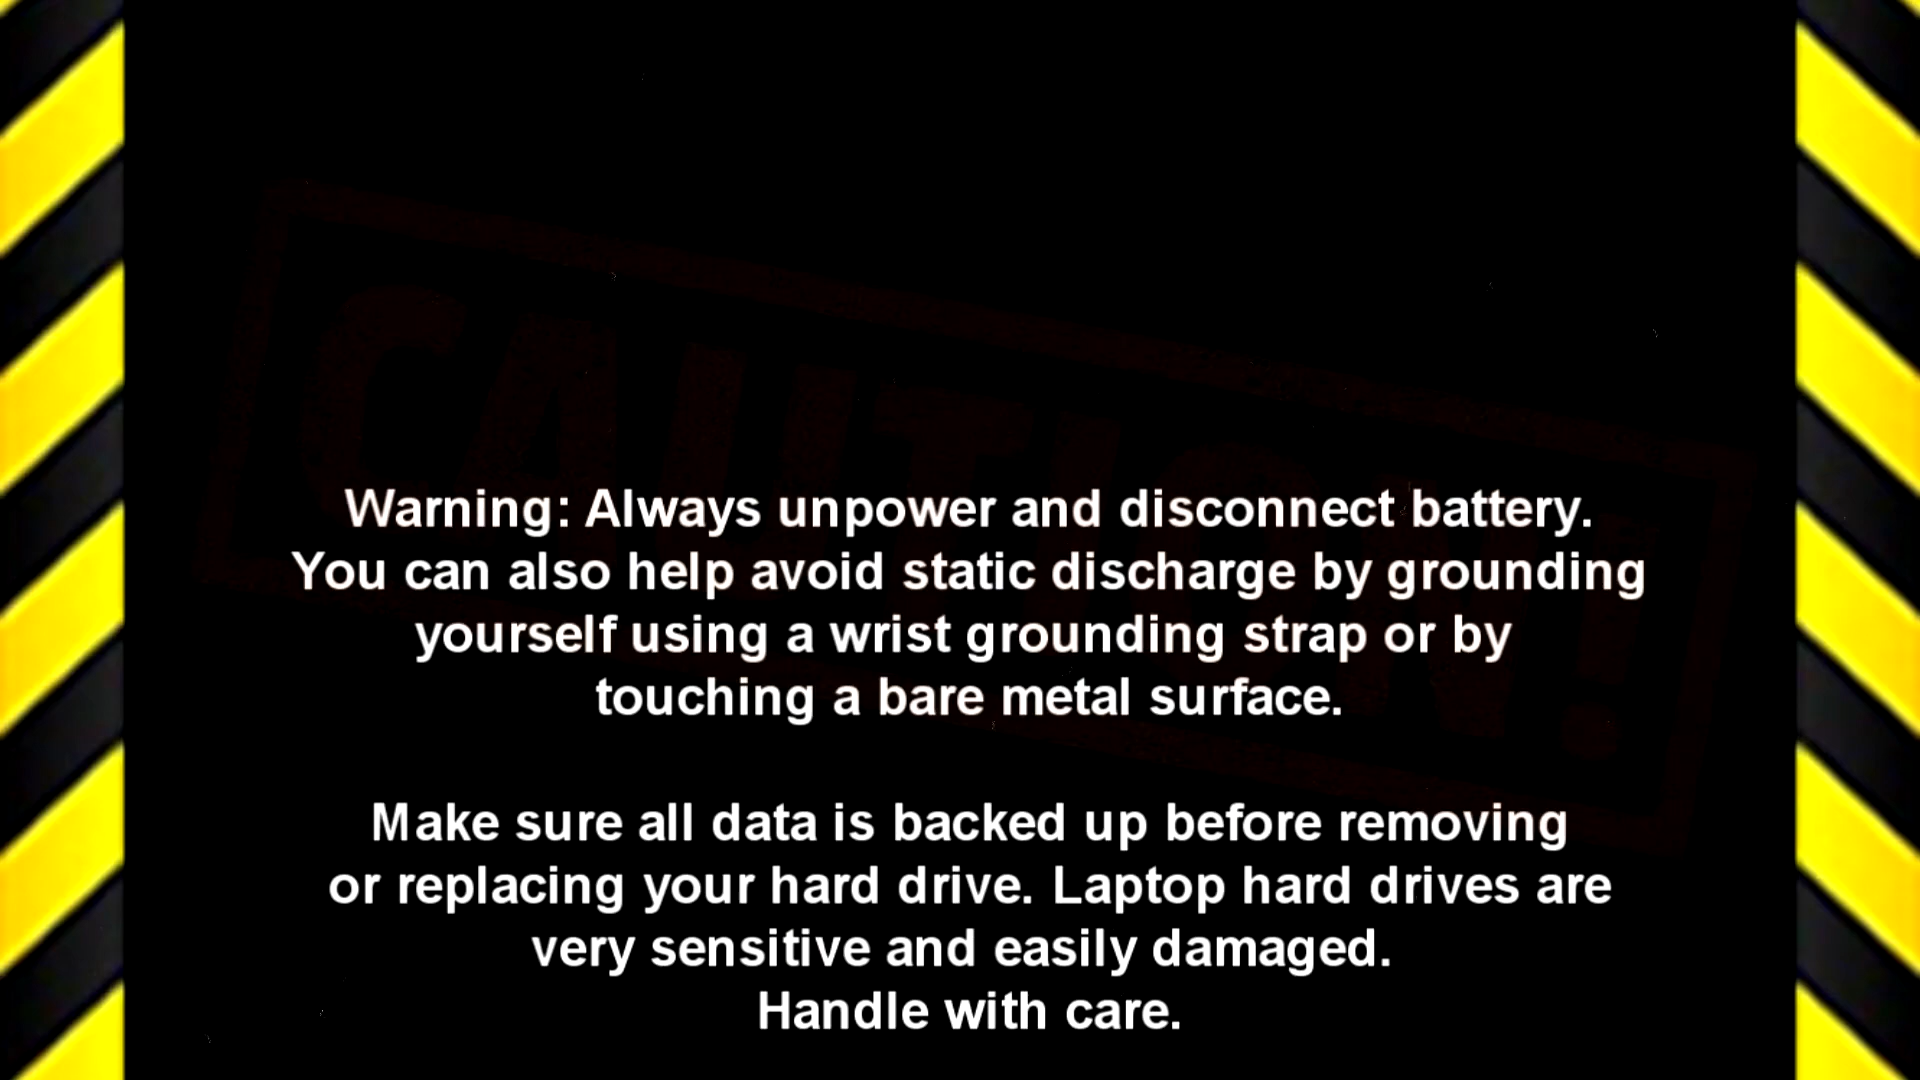 CAUTION!
Warning: Always unpower and disconnect battery.
You can also help avoid static discharge by grounding
yourself using a wrist grounding strap or by
touching a bare metal surface.
Make sure all data is backed up before removing
or replacing your hard drive. Laptop hard drives are
very sensitive and easily damaged.
Handle with care.